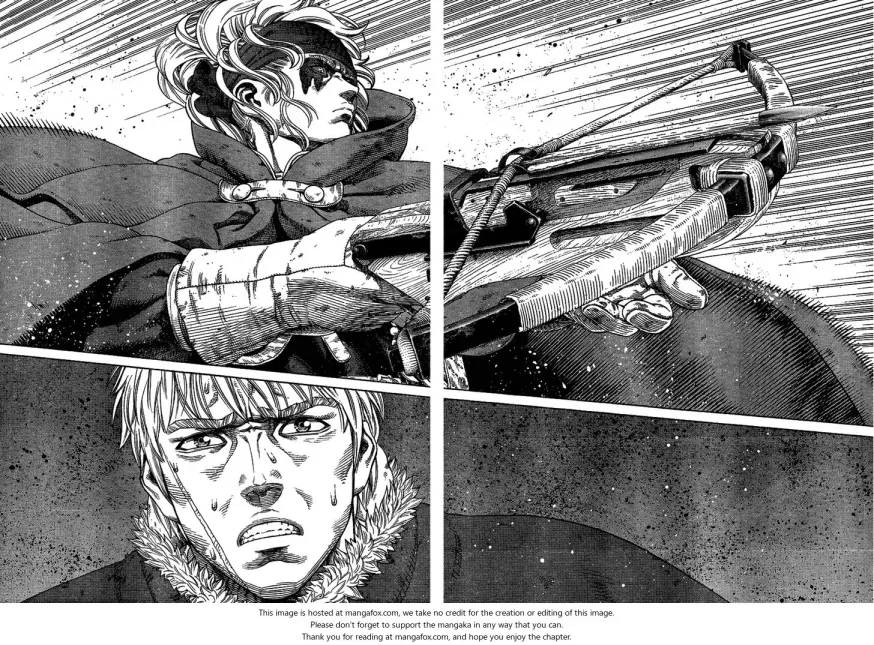 This image is hosted at mangafox.com, we take no credit for the creation or editing of this image.
Please don't forget to support the mangaka in any way that you can.
Thank you for reading at mangafox.com, and hope you enjoy the chapter.